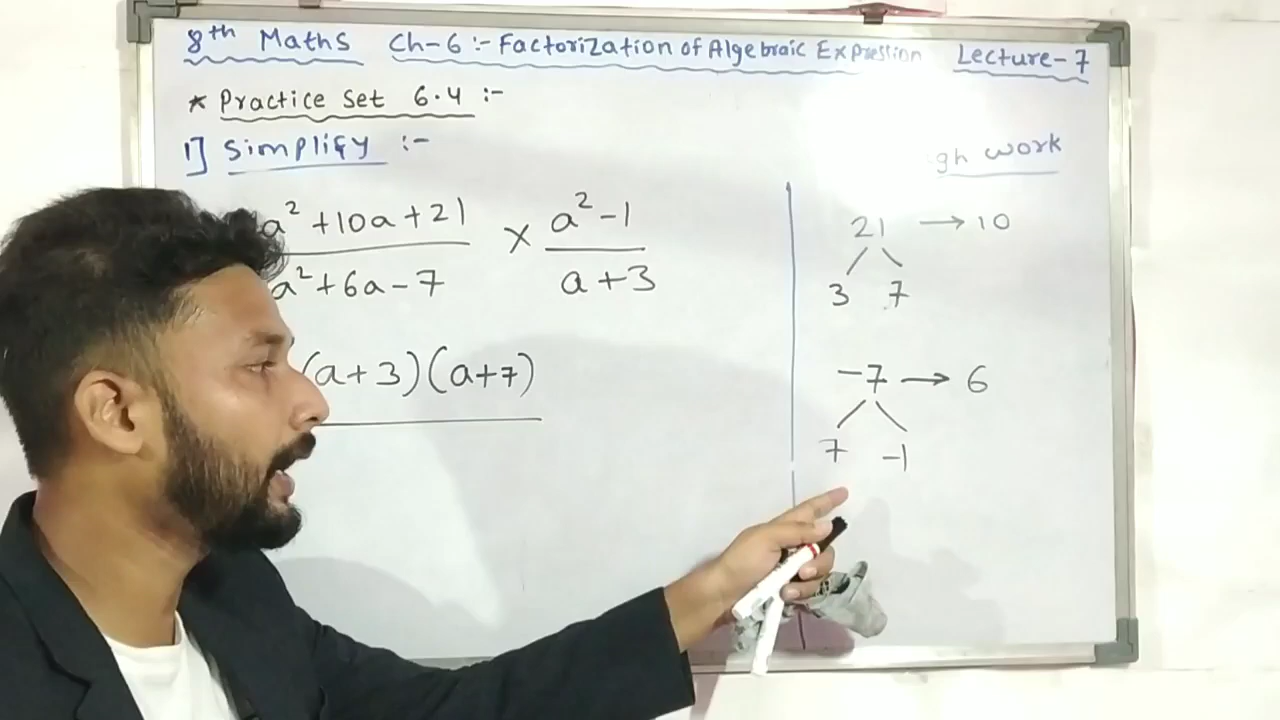 8th Maths Ch-6 :- Factorization of Algebraic Expression Lecture-7
* Practice Set 6.4 :-
1] Simplify :-
gh work
a² +10a+21 × a² -1
a² +6a-7 a+3
(a+3)(a+7)
21 → 10
3 7
-7 → 6
7 -1